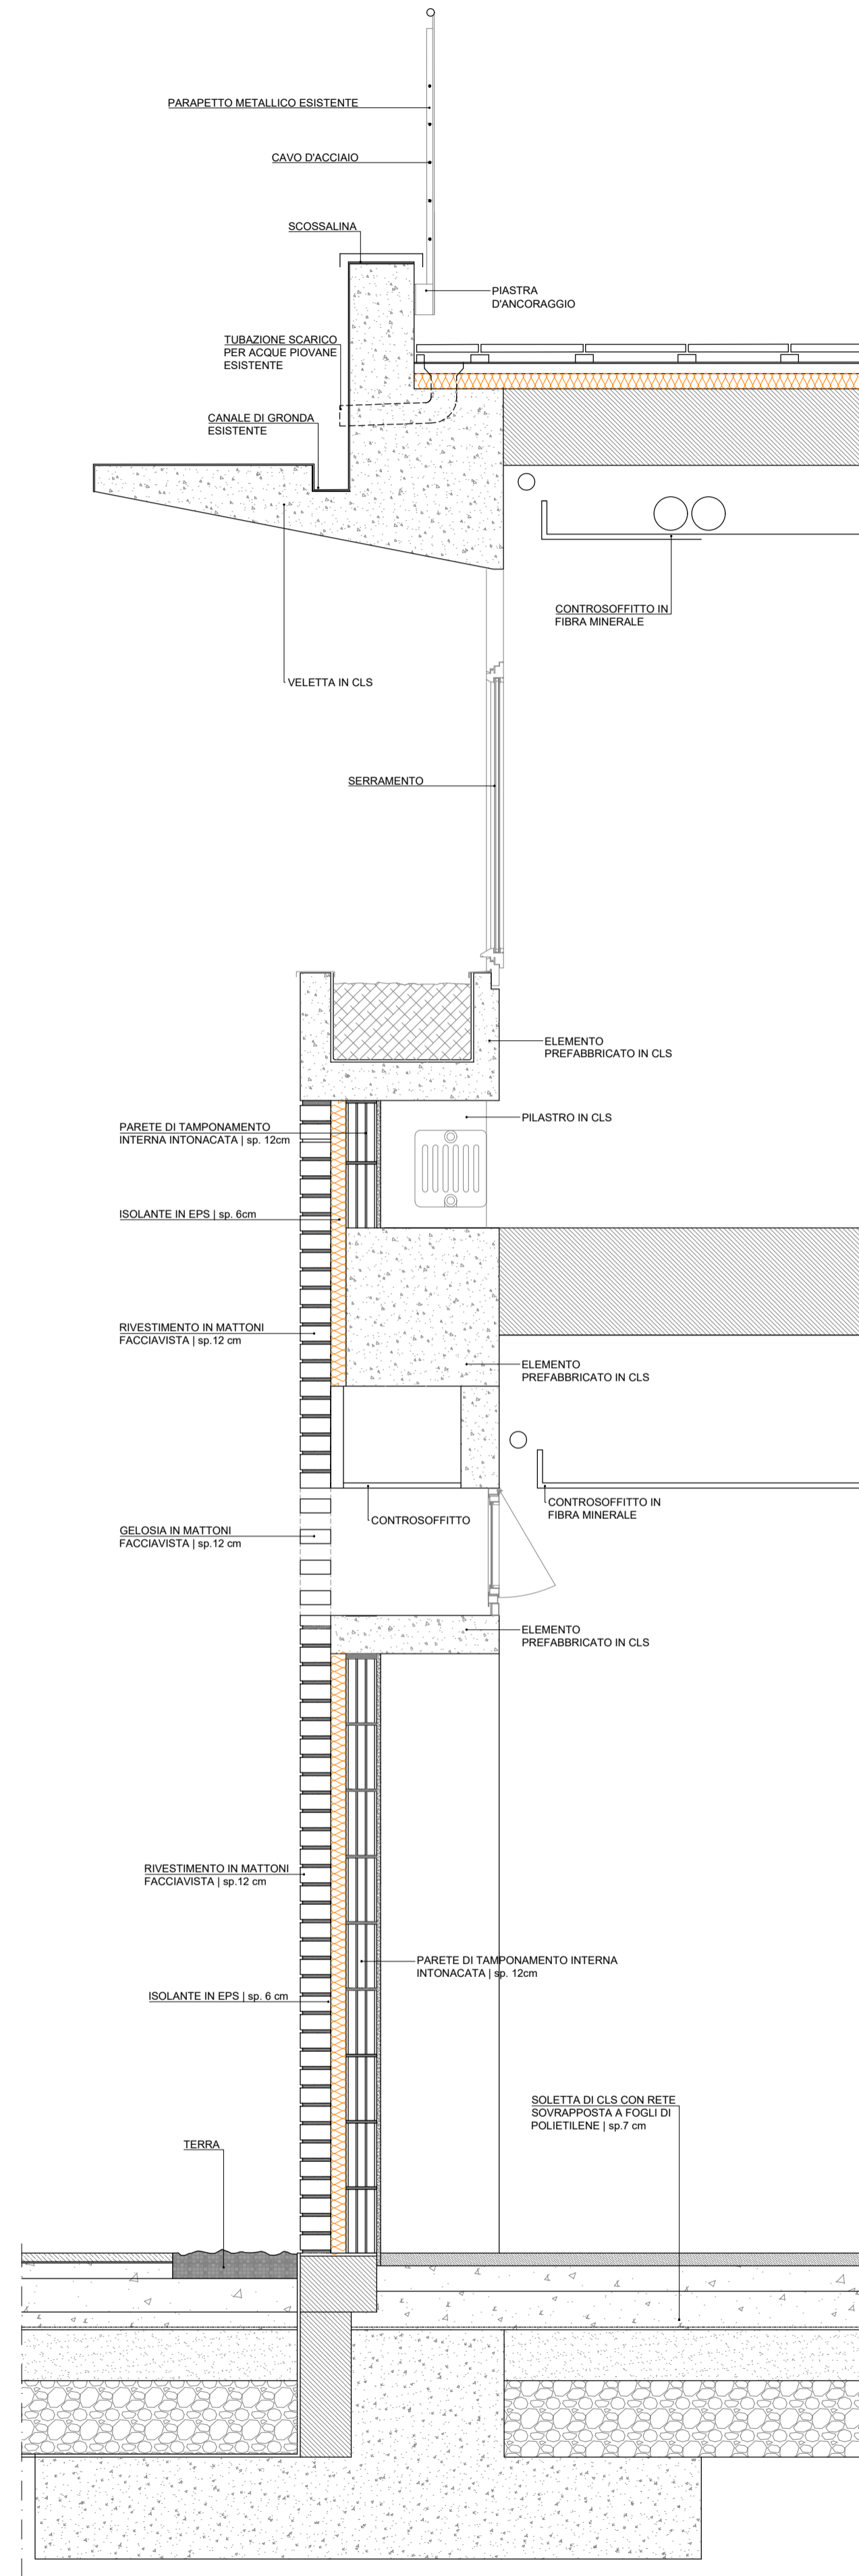 PARAPETTO METALLICO ESISTENTE
CAVO D'ACCIAIO
SCOSSALINA
PIASTRA
D'ANCORAGGIO
TUBAZIONE SCARICO
PER ACQUE PIOVANE
ESISTENTE
CANALE DI GRONDA
ESISTENTE
CONTROSOFFITTO IN
FIBRA MINERALE
VELETTA IN CLS
SERRAMENTO
ELEMENTO
PREFABBRICATO IN CLS
PILASTRO IN CLS
PARETE DI TAMPONAMENTO
INTERNA INTONACATA | sp. 12cm
ISOLANTE IN EPS | sp. 6cm
RIVESTIMENTO IN MATTONI
FACCIAVISTA | sp.12 cm
ELEMENTO
PREFABBRICATO IN CLS
CONTROSOFFITTO IN
FIBRA MINERALE
CONTROSOFFITTO
GELOSIA IN MATTONI
FACCIAVISTA | sp.12 cm
ELEMENTO
PREFABBRICATO IN CLS
RIVESTIMENTO IN MATTONI
FACCIAVISTA | sp.12 cm
PARETE DI TAMPONAMENTO INTERNA
INTONACATA | sp. 12cm
ISOLANTE IN EPS | sp. 6 cm
SOLETTA DI CLS CON RETE
SOVRAPPOSTA A FOGLI DI
POLIETILENE | sp.7 cm
TERRA